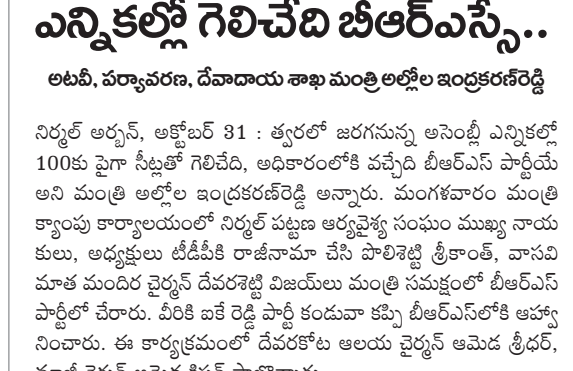 ఎన్నికల్లో గెలిచేది బీఆర్ఎస్సే..
అటవీ, పర్యావరణ, దేవాదాయ శాఖ మంత్రి అల్లోల ఇంద్రకరణ్‌రెడ్డి
నిర్మల్ అర్బన్, అక్టోబర్ 31 : త్వరలో జరగనున్న అసెంబ్లీ ఎన్నికల్లో
100కు పైగా సీట్లతో గెలిచేది, అధికారంలోకి వచ్చేది బీఆర్ఎస్ పార్టీయే
అని మంత్రి అల్లోల ఇంద్రకరణ్‌రెడ్డి అన్నారు. మంగళవారం మంత్రి
క్యాంపు కార్యాలయంలో నిర్మల్ పట్టణ ఆర్యవైశ్య సంఘం ముఖ్య నాయ
కులు, అధ్యక్షులు టీడీపీకి రాజీనామా చేసి పొలిశెట్టి శ్రీకాంత్, వాసవి
మాత మందిర చైర్మన్ దేవరశెట్టి విజయ్‌లు మంత్రి సమక్షంలో బీఆర్ఎస్
పార్టీలో చేరారు. వీరికి ఐకే రెడ్డి పార్టీ కండువా కప్పి బీఆర్ఎస్‌లోకి ఆహ్వా
నించారు. ఈ కార్యక్రమంలో దేవరకోట ఆలయ చైర్మన్ ఆమెడ శ్రీధర్,